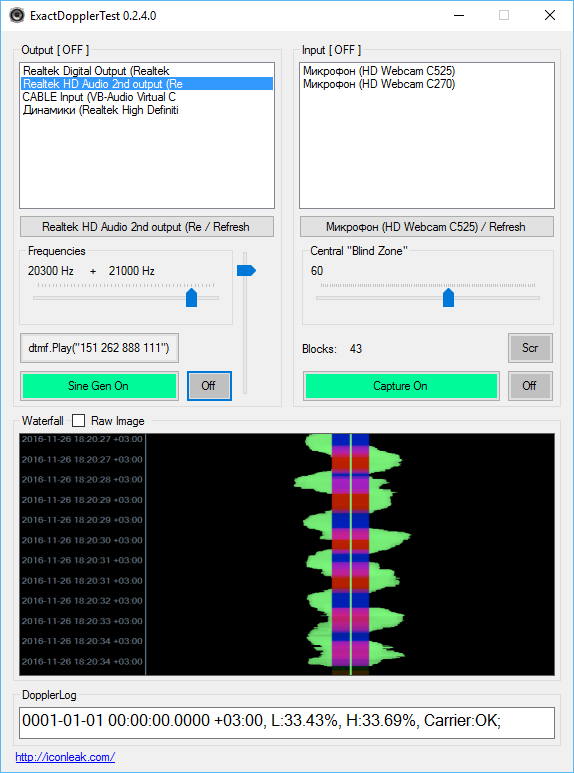 ExactDopplerTest 0.2.4.0
Output [ OFF ]
Realtek Digital Output (Realtek
Realtek HD Audio 2nd output (Re
CABLE Input (VB-Audio Virtual C
Динамики (Realtek High Definiti
Realtek HD Audio 2nd output (Re / Refresh
Frequencies
20300 Hz + 21000 Hz
dtmf.Play("151 262 888 111")
Sine Gen On
Off
Input [ OFF ]
Микрофон (HD Webcam C525)
Микрофон (HD Webcam C270)
Микрофон (HD Webcam C525) / Refresh
Central "Blind Zone"
60
Blocks: 43
Scr
Capture On
Off
Waterfall
Raw Image
2016-11-26 18:20:27 +03:00
2016-11-26 18:20:27 +03:00
2016-11-26 18:20:28 +03:00
2016-11-26 18:20:29 +03:00
2016-11-26 18:20:29 +03:00
2016-11-26 18:20:30 +03:00
2016-11-26 18:20:31 +03:00
2016-11-26 18:20:31 +03:00
2016-11-26 18:20:32 +03:00
2016-11-26 18:20:33 +03:00
2016-11-26 18:20:34 +03:00
2016-11-26 18:20:34 +03:00
DopplerLog
0001-01-01 00:00:00.0000 +03:00, L:33.43%, H:33.69%, Carrier:OK;
http://iconleak.com/